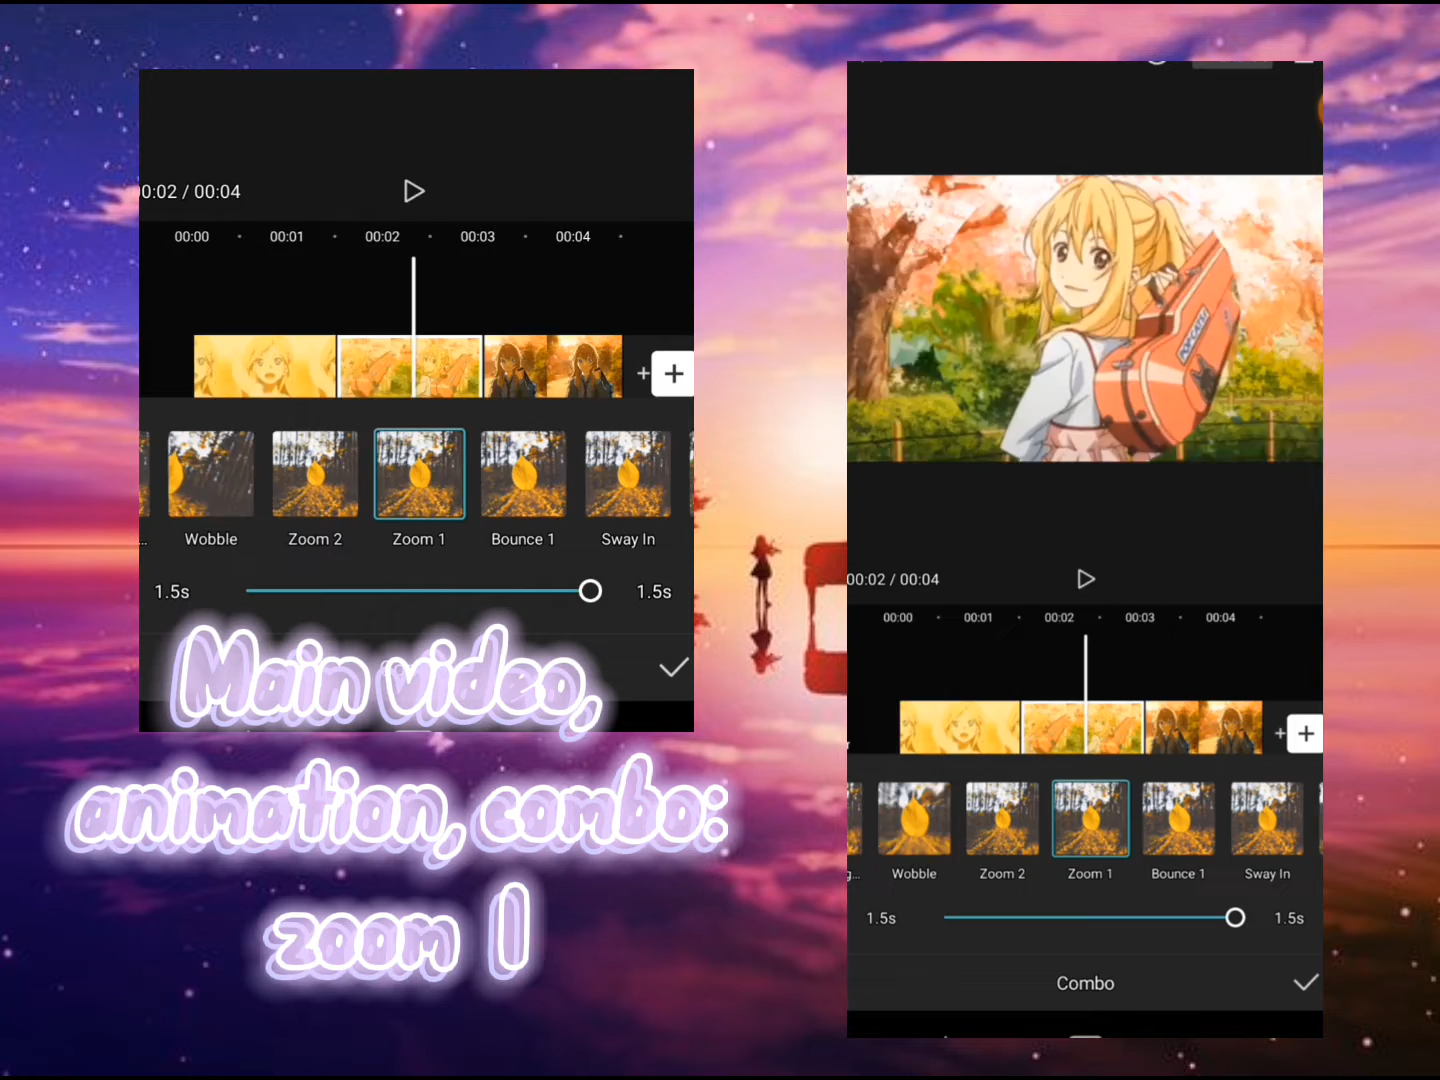 0:02 / 00:04
00:00 00:01 00:02 00:03 00:04
+ +
... Wobble Zoom 2 Zoom 1 Bounce 1 Sway In
1.5s 1.5s
Main video,
animation, combo:
zoom 1
00:02 / 00:04
00:00 00:01 00:02 00:03 00:04
+ +
g... Wobble Zoom 2 Zoom 1 Bounce 1 Sway In
1.5s 1.5s
Combo